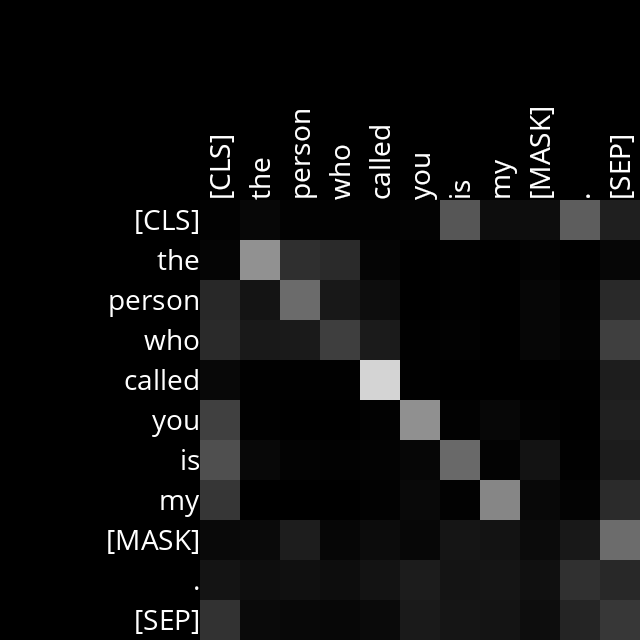 [CLS] the person who called you is my [MASK] . [SEP]
[CLS]
the
person
who
called
you
is
my
[MASK]
.
[SEP]